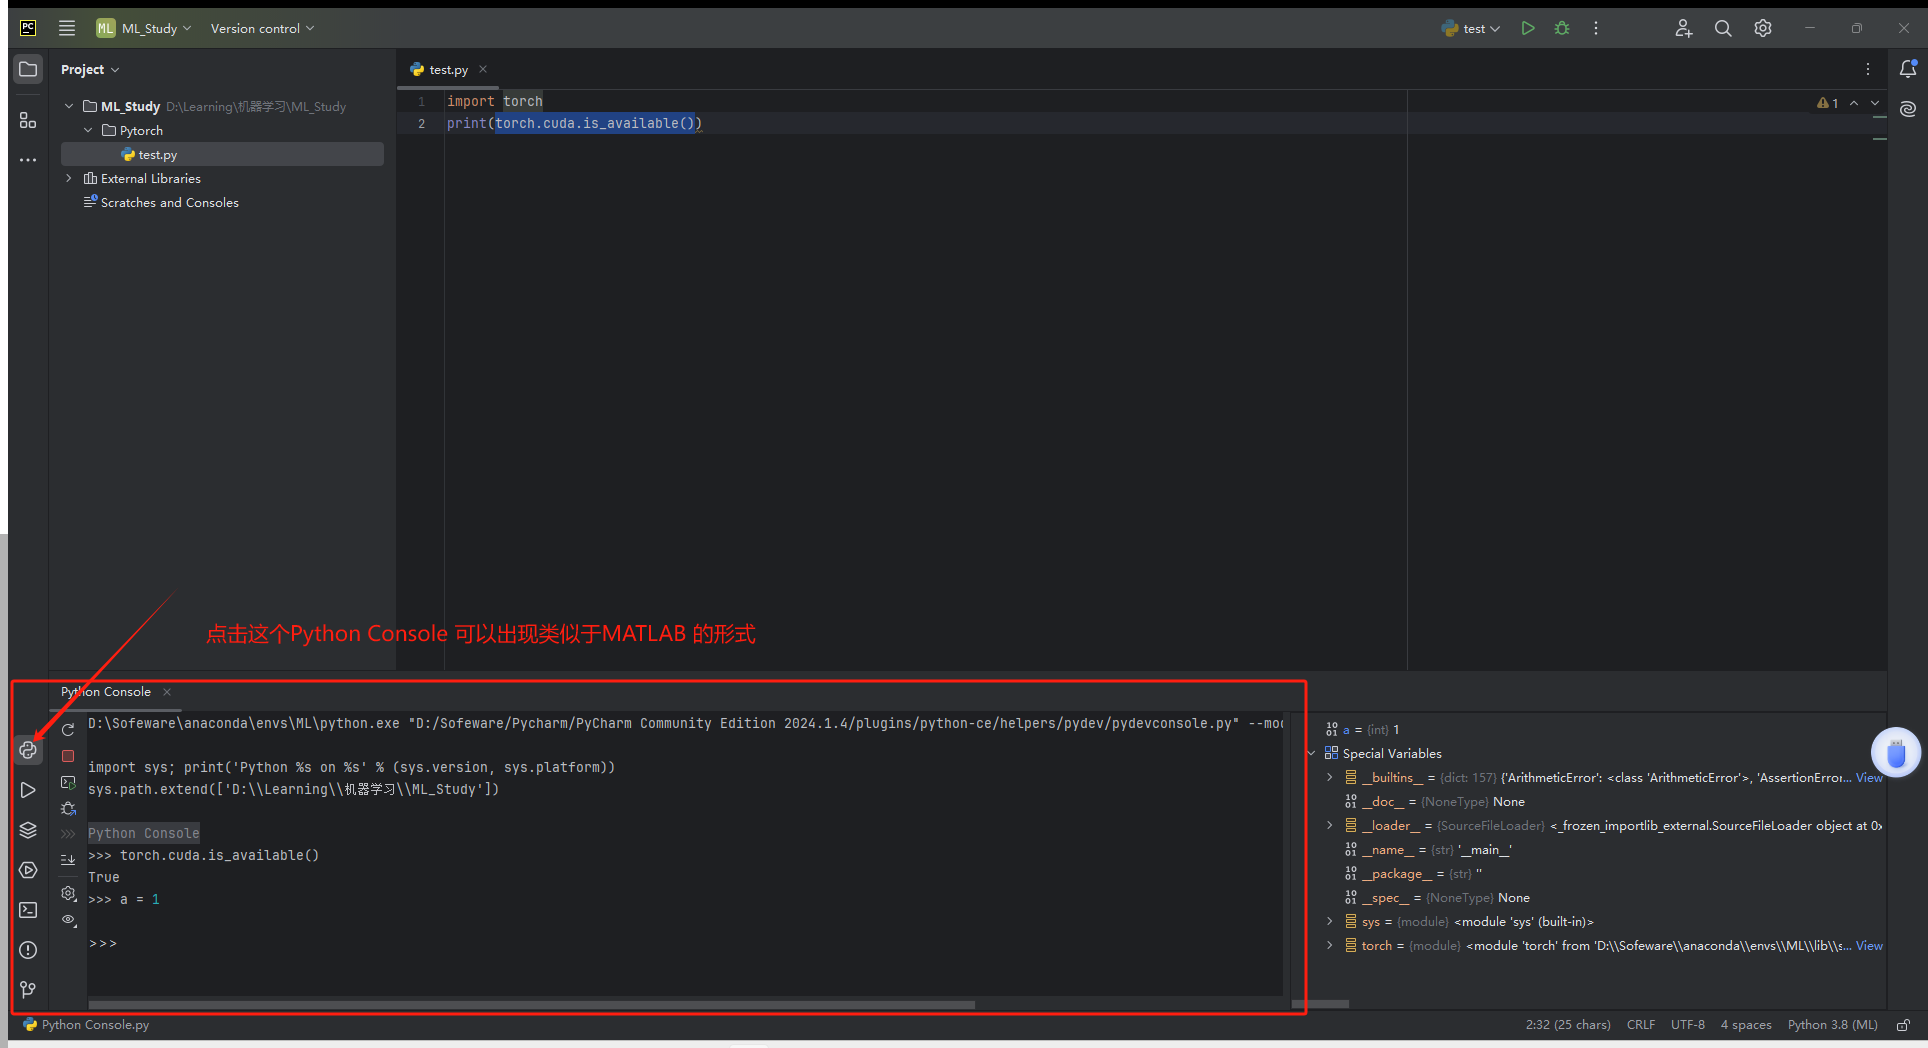 PC ML ML_Study Version control test
Project
test.py
ML_Study D:\Learning\机器学习\ML_Study
Pytorch
test.py
External Libraries
Scratches and Consoles
1 import torch
2 print(torch.cuda.is_available())
1
点击这个Python Console 可以出现类似于MATLAB 的形式
Python Console
D:\Sofeware\anaconda\envs\ML\python.exe "D:/Sofeware/Pycharm/PyCharm Community Edition 2024.1.4/plugins/python-ce/helpers/pydev/pydevconsole.py" --mod
import sys; print('Python %s on %s' % (sys.version, sys.platform))
sys.path.extend(['D:\\Learning\\机器学习\\ML_Study'])
Python Console
>>> torch.cuda.is_available()
True
>>> a = 1
>>>
a = {int} 1
Special Variables
__builtins__ = {dict: 157} {'ArithmeticError': <class 'ArithmeticError'>, 'AssertionError... View
__doc__ = {NoneType} None
__loader__ = {SourceFileLoader} <_frozen_importlib_external.SourceFileLoader object at 0x
__name__ = {str} '__main__'
__package__ = {str} ''
__spec__ = {NoneType} None
sys = {module} <module 'sys' (built-in)>
torch = {module} <module 'torch' from 'D:\\Sofeware\\anaconda\\envs\\ML\\lib\\s... View
Python Console.py
2:32 (25 chars) CRLF UTF-8 4 spaces Python 3.8 (ML)